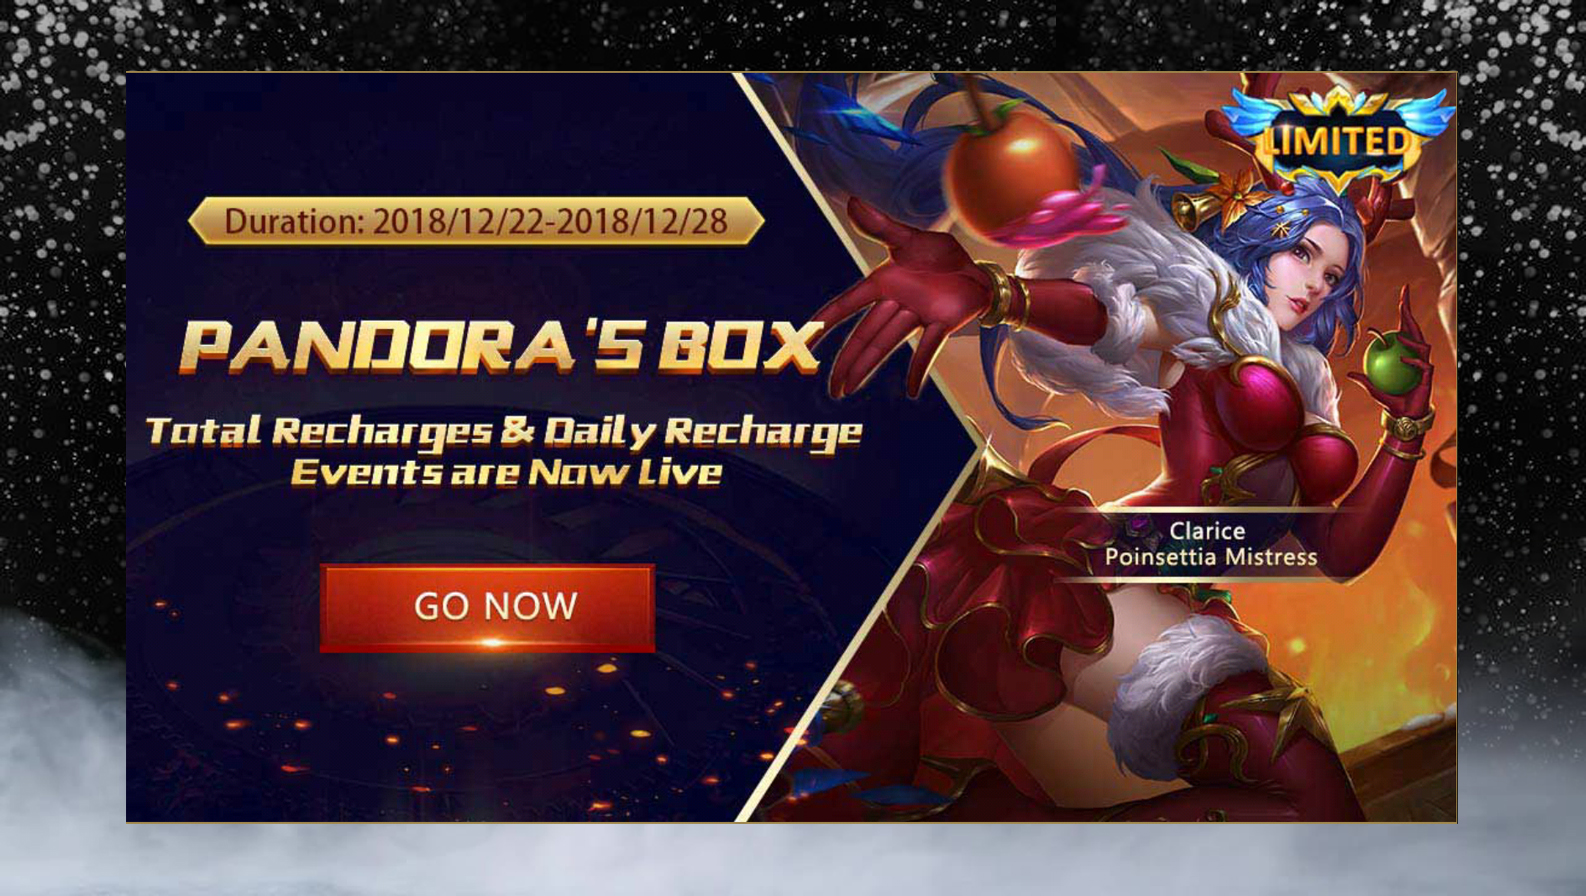 LIMITED
Duration: 2018/12/22-2018/12/28
PANDORA'S BOX
Total Recharges & Daily Recharge
Events are Now Live
Clarice
Poinsettia Mistress
GO NOW